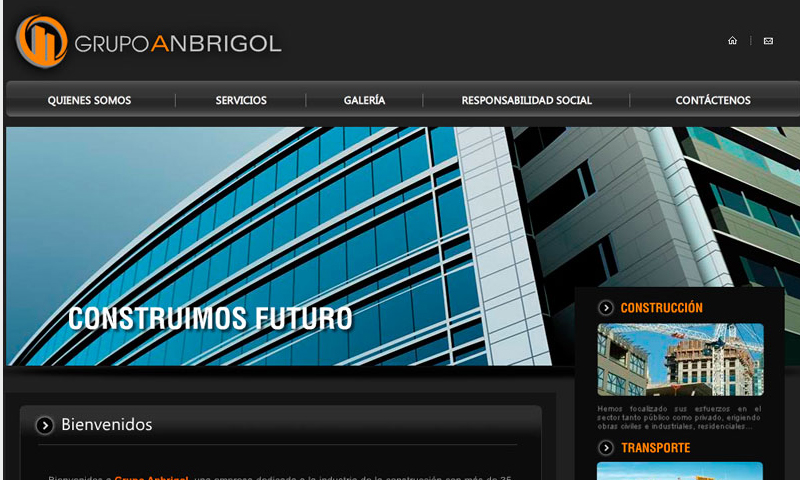 GRUPO ANBRIGOL
QUIENES SOMOS
SERVICIOS
GALERÍA
RESPONSABILIDAD SOCIAL
CONTÁCTENOS
CONSTRUIMOS FUTURO
CONSTRUCCIÓN
Hemos focalizado sus esfuerzos en el
sector tanto público como privado, erigiendo
obras civiles e industriales, residenciales...
TRANSPORTE
Bienvenidos
Bienvenidos a Grupo Anbrigol, una empresa dedicada a la industria de la construcción con más de 25